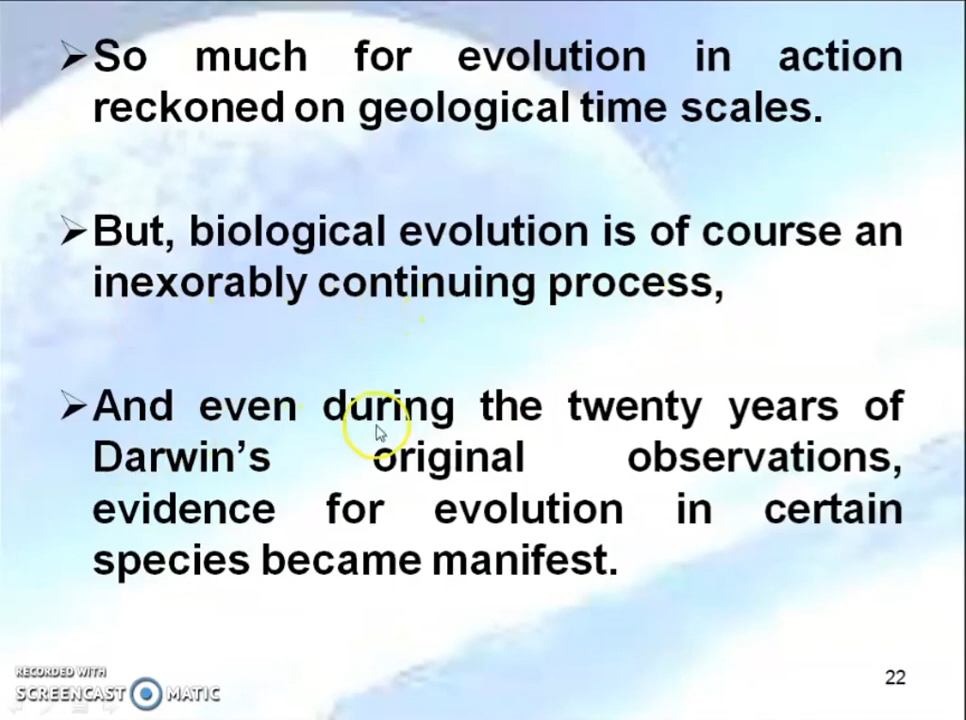 ➢So much for evolution in action
reckoned on geological time scales.
➢But, biological evolution is of course an
inexorably continuing process,
➢And even during the twenty years of
Darwin’s original observations,
evidence for evolution in certain
species became manifest.
RECORDED WITH
SCREENCAST MATIC
22